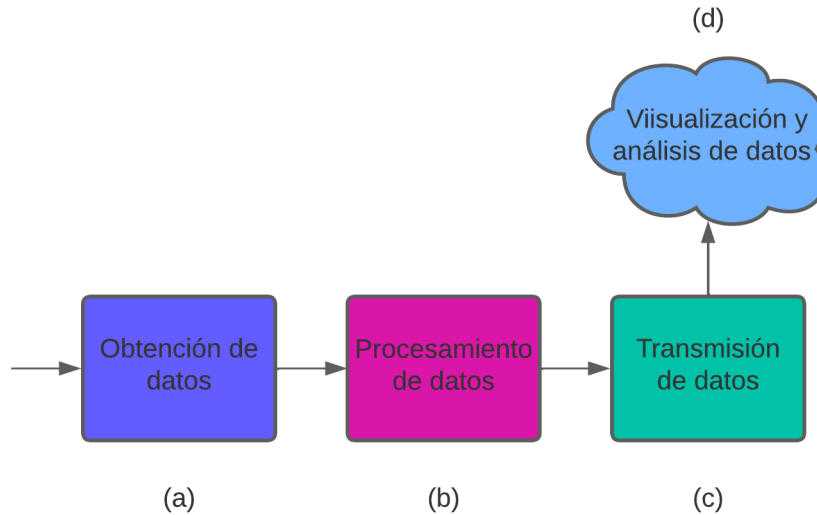 (d)
Viisualización y
análisis de datos
Obtención de
datos
Procesamiento
de datos
Transmisión
de datos
(a)
(b)
(c)